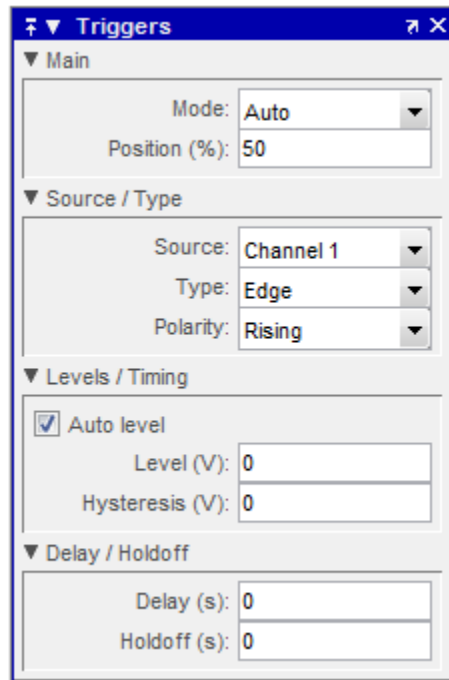 Triggers
Main
Mode: Auto
Position (%): 50
Source / Type
Source: Channel 1
Type: Edge
Polarity: Rising
Levels / Timing
Auto level
Level (V): 0
Hysteresis (V): 0
Delay / Holdoff
Delay (s): 0
Holdoff (s): 0